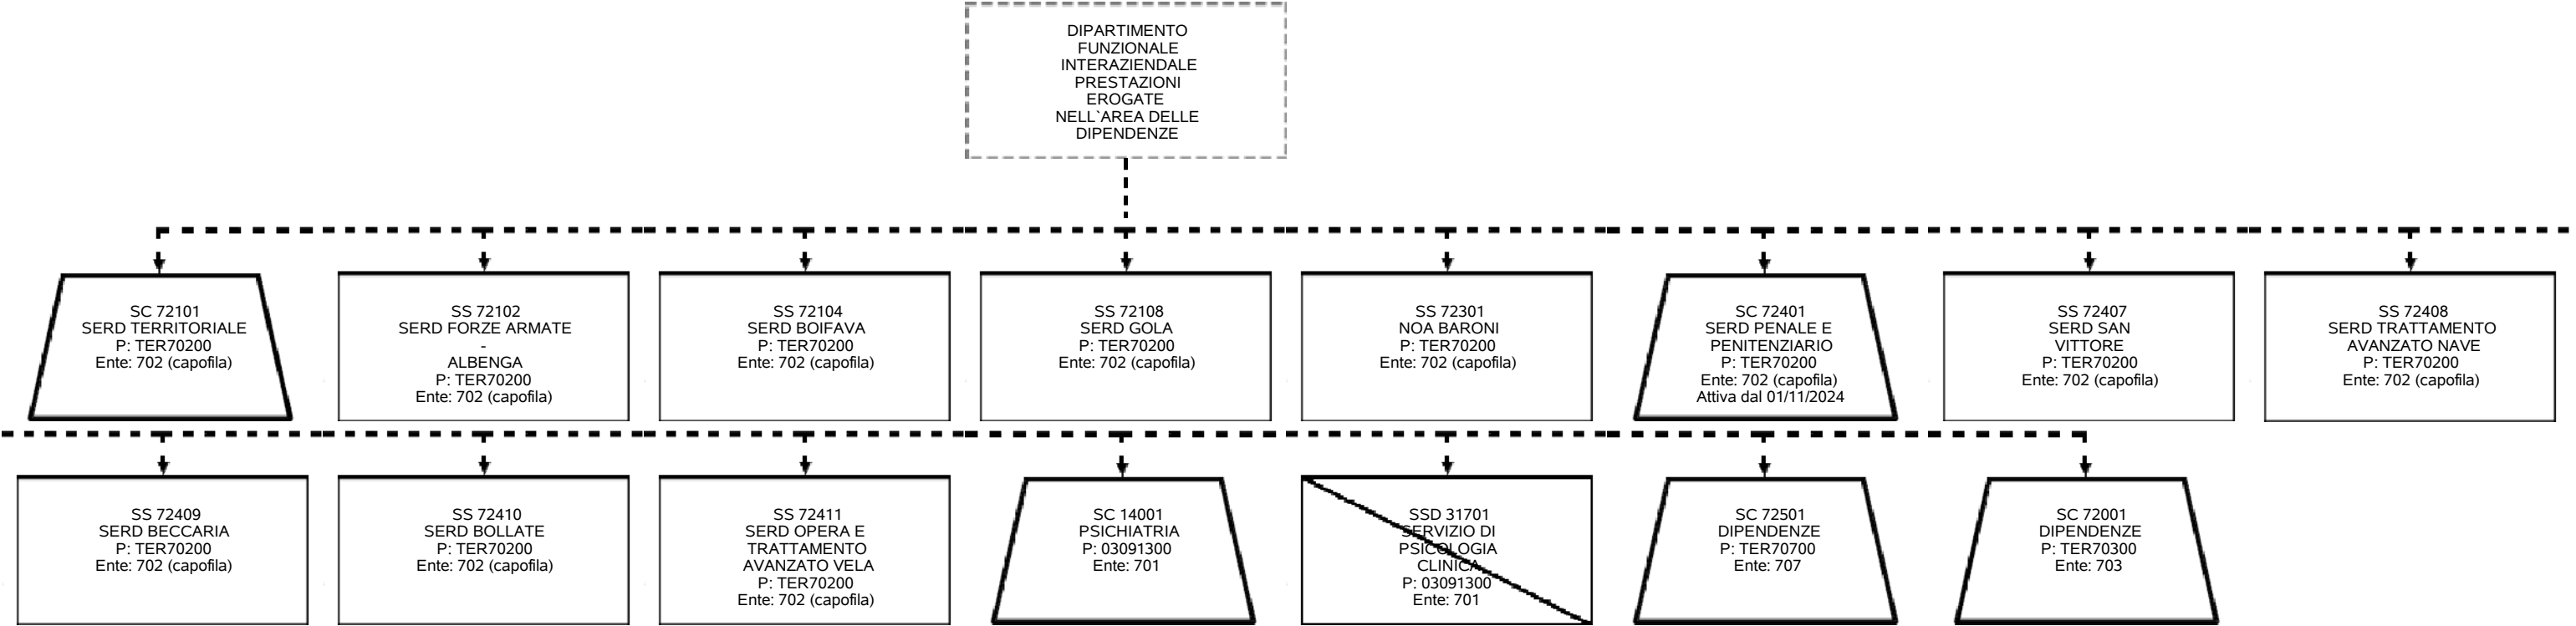 DIPARTIMENTO
FUNZIONALE
INTERAZIENDALE
PRESTAZIONI
EROGATE
NELL`AREA DELLE
DIPENDENZE
SC 72101
SERD TERRITORIALE
P: TER70200
Ente: 702 (capofila)
SS 72102
SERD FORZE ARMATE
-
ALBENGA
P: TER70200
Ente: 702 (capofila)
SS 72104
SERD BOIFAVA
P: TER70200
Ente: 702 (capofila)
SS 72108
SERD GOLA
P: TER70200
Ente: 702 (capofila)
SS 72301
NOA BARONI
P: TER70200
Ente: 702 (capofila)
SC 72401
SERD PENALE E
PENITENZIARIO
P: TER70200
Ente: 702 (capofila)
Attiva dal 01/11/2024
SS 72407
SERD SAN
VITTORE
P: TER70200
Ente: 702 (capofila)
SS 72408
SERD TRATTAMENTO
AVANZATO NAVE
P: TER70200
Ente: 702 (capofila)
SS 72409
SERD BECCARIA
P: TER70200
Ente: 702 (capofila)
SS 72410
SERD BOLLATE
P: TER70200
Ente: 702 (capofila)
SS 72411
SERD OPERA E
TRATTAMENTO
AVANZATO VELA
P: TER70200
Ente: 702 (capofila)
SC 14001
PSICHIATRIA
P: 03091300
Ente: 701
SSD 31701
SERVIZIO DI
PSICOLOGIA
CLINICA
P: 03091300
Ente: 701
SC 72501
DIPENDENZE
P: TER70700
Ente: 707
SC 72001
DIPENDENZE
P: TER70300
Ente: 703